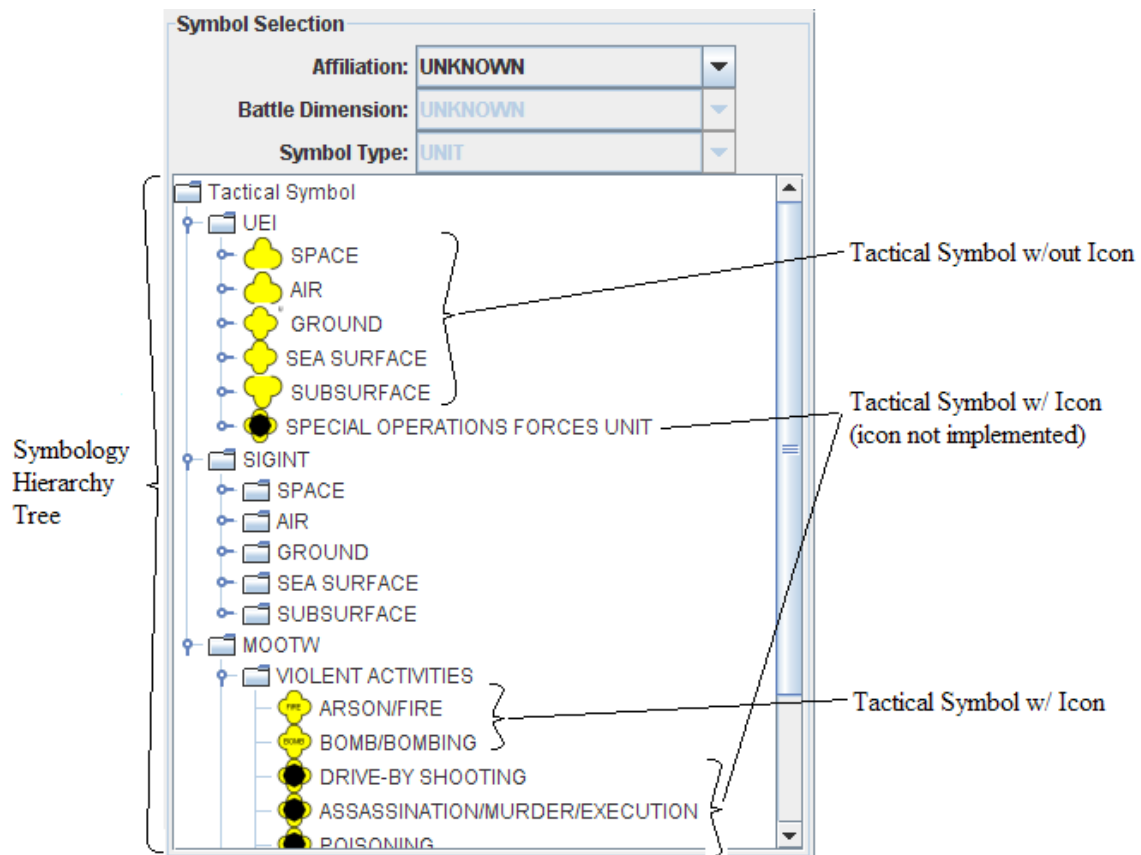 Symbol Selection
Affiliation: UNKNOWN
Battle Dimension: UNKNOWN
Symbol Type: UNIT
Tactical Symbol
UEI
SPACE
AIR
GROUND
SEA SURFACE
SUBSURFACE
SPECIAL OPERATIONS FORCES UNIT
SIGINT
SPACE
AIR
GROUND
SEA SURFACE
SUBSURFACE
MOOTW
VIOLENT ACTIVITIES
FIRE ARSON/FIRE
BOMB BOMB/BOMBING
DRIVE-BY SHOOTING
ASSASSINATION/MURDER/EXECUTION
POISONING
Symbology
Hierarchy
Tree
Tactical Symbol w/out Icon
Tactical Symbol w/ Icon
(icon not implemented)
Tactical Symbol w/ Icon